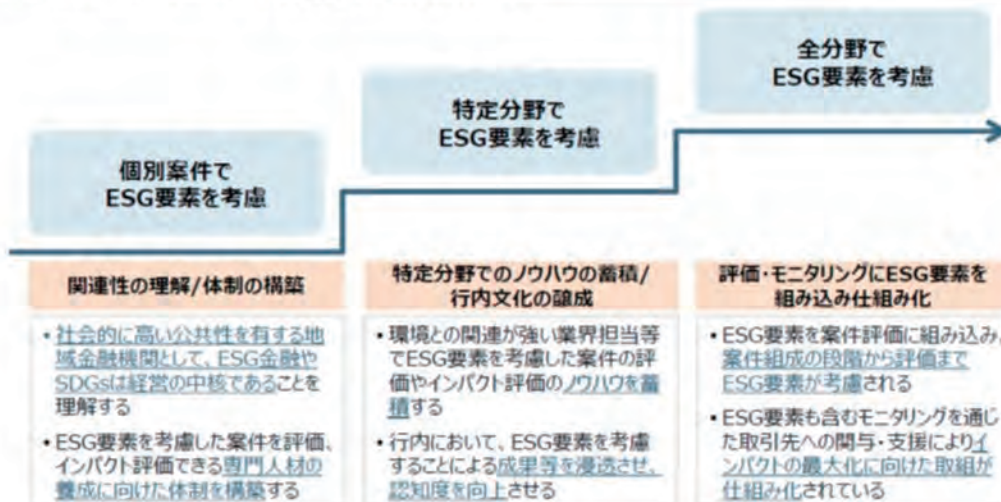 全分野で
ESG要素を考慮
特定分野で
ESG要素を考慮
個別案件で
ESG要素を考慮
関連性の理解/体制の構築
・社会的に高い公共性を有する地
域金融機関として、ESG金融や
SDGsは経営の中核であることを
理解する
・ESG要素を考慮した案件を評価、
インパクト評価できる専門人材の
養成に向けた体制を構築する
特定分野でのノウハウの蓄積/
行内文化の醸成
・環境との関連が強い業界担当等
でESG要素を考慮した案件の評
価やインパクト評価のノウハウを蓄
積する
・行内において、ESG要素を考慮
することによる成果等を浸透させ、
認知度を向上させる
評価・モニタリングにESG要素を
組み込み仕組み化
・ESG要素を案件評価に組み込み、
案件組成の段階から評価まで
ESG要素が考慮される
・ESG要素も含むモニタリングを通じ
た取引先への関与・支援によりイ
ンパクトの最大化に向けた取組が
仕組み化されている